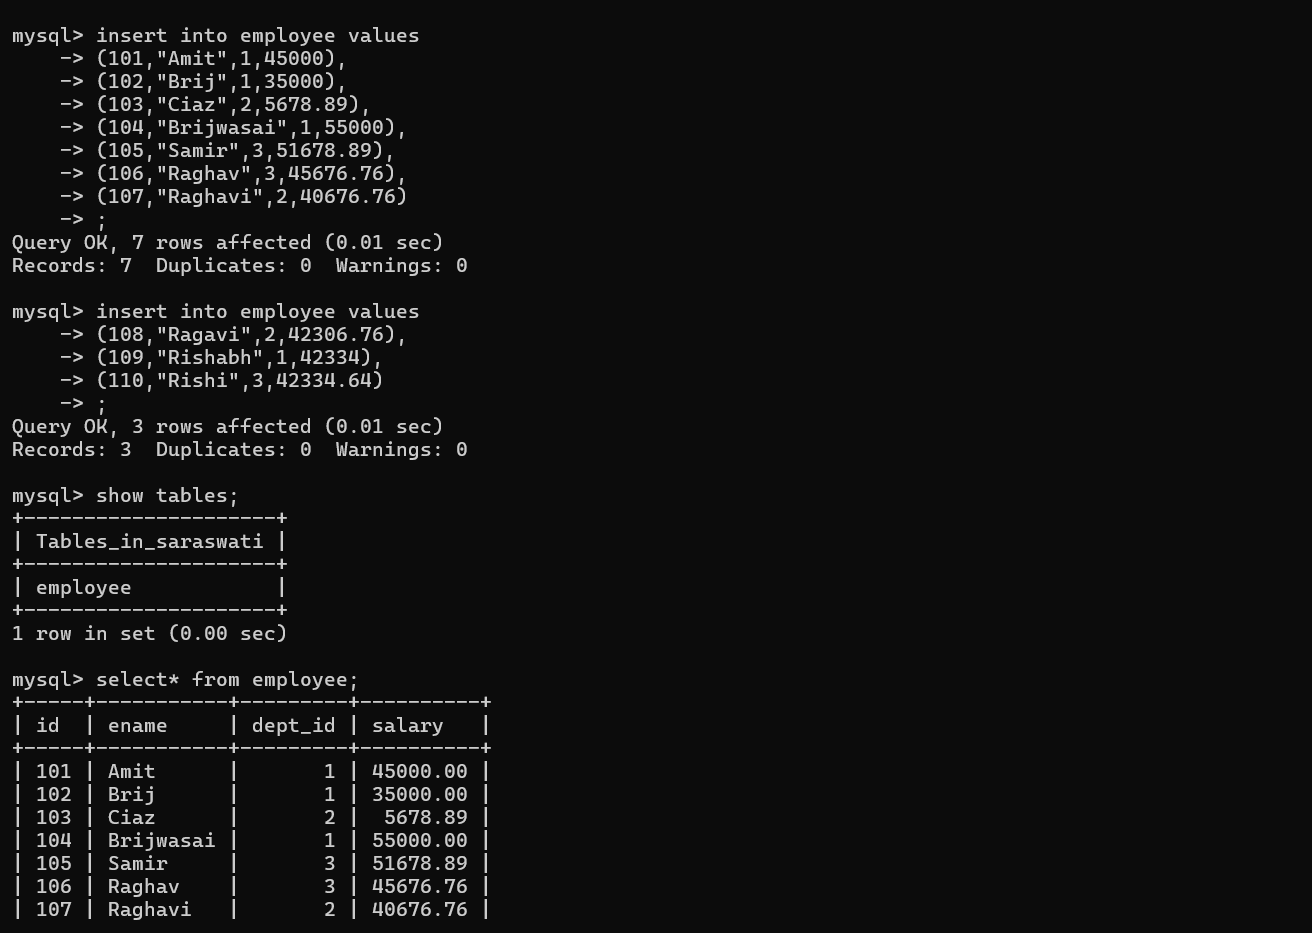 mysql> insert into employee values
    -> (101,"Amit",1,45000),
    -> (102,"Brij",1,35000),
    -> (103,"Ciaz",2,5678.89),
    -> (104,"Brijwasai",1,55000),
    -> (105,"Samir",3,51678.89),
    -> (106,"Raghav",3,45676.76),
    -> (107,"Raghavi",2,40676.76)
    -> ;
Query OK, 7 rows affected (0.01 sec)
Records: 7  Duplicates: 0  Warnings: 0

mysql> insert into employee values
    -> (108,"Ragavi",2,42306.76),
    -> (109,"Rishabh",1,42334),
    -> (110,"Rishi",3,42334.64)
    -> ;
Query OK, 3 rows affected (0.01 sec)
Records: 3  Duplicates: 0  Warnings: 0

mysql> show tables;
+---------------------+
| Tables_in_saraswati |
+---------------------+
| employee            |
+---------------------+
1 row in set (0.00 sec)

mysql> select* from employee;
+-----+-----------+---------+----------+
| id  | ename     | dept_id | salary   |
+-----+-----------+---------+----------+
| 101 | Amit      |       1 | 45000.00 |
| 102 | Brij      |       1 | 35000.00 |
| 103 | Ciaz      |       2 |  5678.89 |
| 104 | Brijwasai |       1 | 55000.00 |
| 105 | Samir     |       3 | 51678.89 |
| 106 | Raghav    |       3 | 45676.76 |
| 107 | Raghavi   |       2 | 40676.76 |